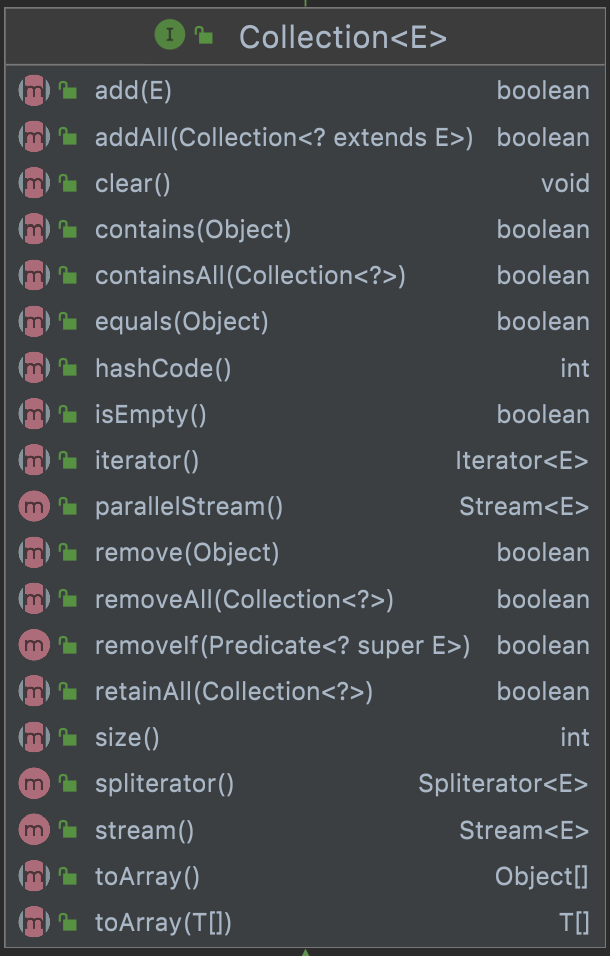 I Collection<E>
m add(E) boolean
m addAll(Collection<? extends E>) boolean
m clear() void
m contains(Object) boolean
m containsAll(Collection<?>) boolean
m equals(Object) boolean
m hashCode() int
m isEmpty() boolean
m iterator() Iterator<E>
m parallelStream() Stream<E>
m remove(Object) boolean
m removeAll(Collection<?>) boolean
m removeIf(Predicate<? super E>) boolean
m retainAll(Collection<?>) boolean
m size() int
m spliterator() Spliterator<E>
m stream() Stream<E>
m toArray() Object[]
m toArray(T[]) T[]